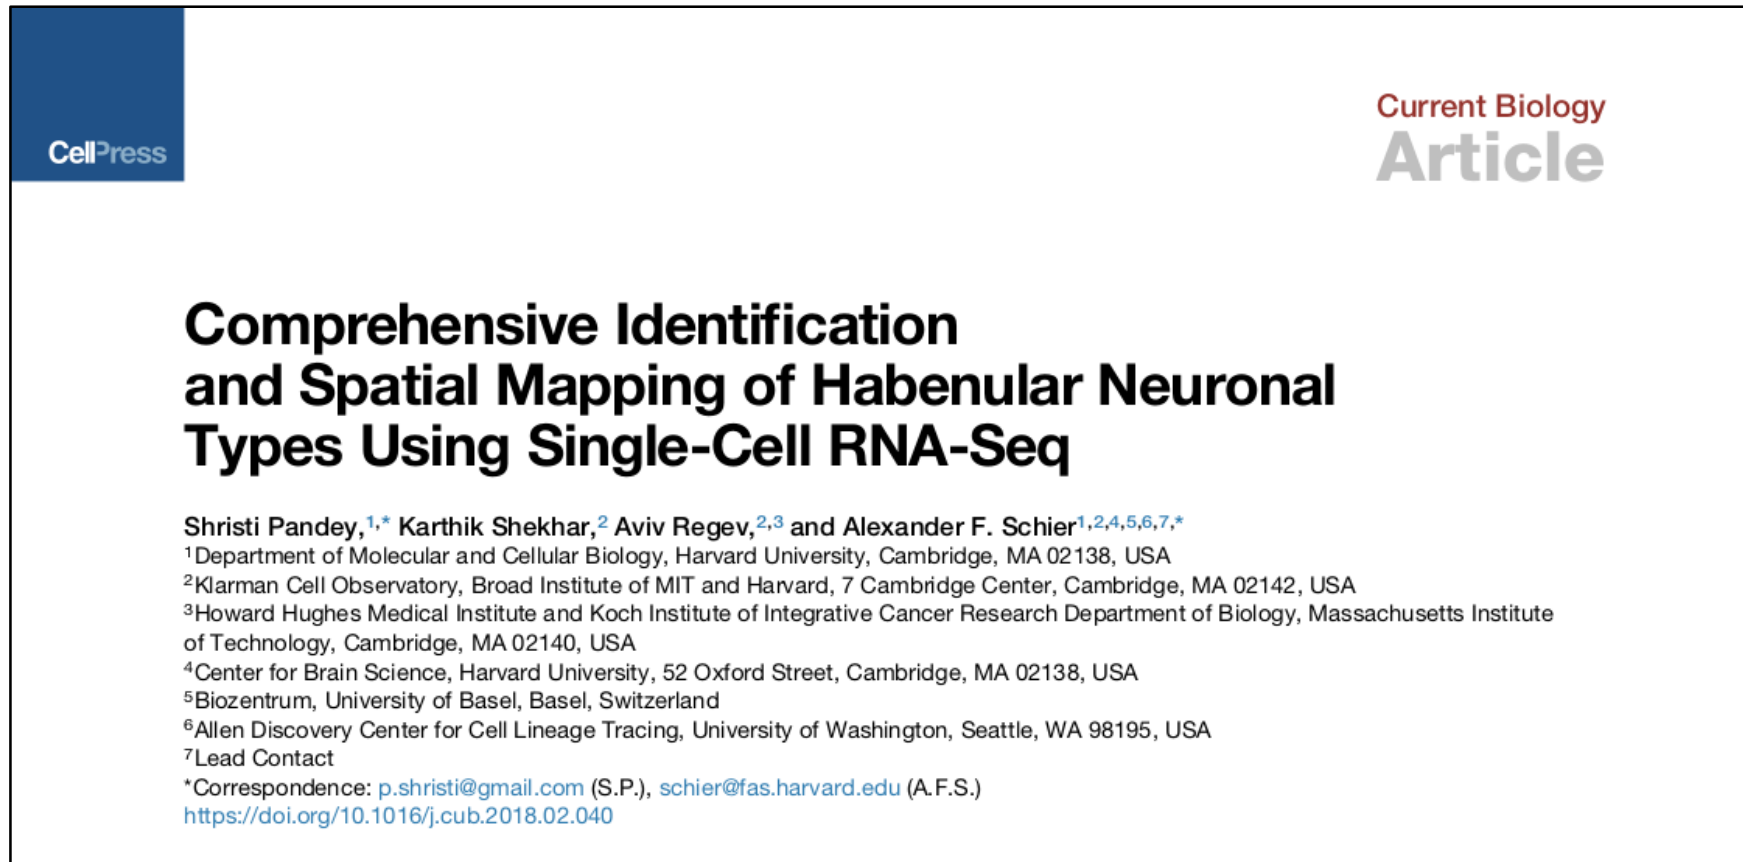 CellPress
Current Biology
Article
Comprehensive Identification
and Spatial Mapping of Habenular Neuronal
Types Using Single-Cell RNA-Seq
Shristi Pandey,1,* Karthik Shekhar,2 Aviv Regev,2,3 and Alexander F. Schier1,2,4,5,6,7,*
1Department of Molecular and Cellular Biology, Harvard University, Cambridge, MA 02138, USA
2Klarman Cell Observatory, Broad Institute of MIT and Harvard, 7 Cambridge Center, Cambridge, MA 02142, USA
3Howard Hughes Medical Institute and Koch Institute of Integrative Cancer Research Department of Biology, Massachusetts Institute
of Technology, Cambridge, MA 02140, USA
4Center for Brain Science, Harvard University, 52 Oxford Street, Cambridge, MA 02138, USA
5Biozentrum, University of Basel, Basel, Switzerland
6Allen Discovery Center for Cell Lineage Tracing, University of Washington, Seattle, WA 98195, USA
7Lead Contact
*Correspondence: p.shristi@gmail.com (S.P.), schier@fas.harvard.edu (A.F.S.)
https://doi.org/10.1016/j.cub.2018.02.040